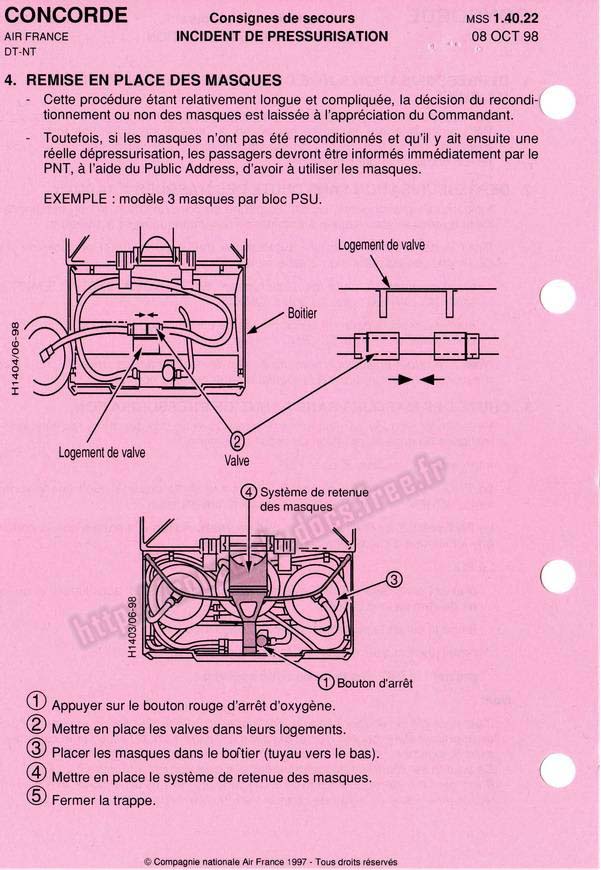 CONCORDE
AIR FRANCE
DT-NT
Consignes de secours
INCIDENT DE PRESSURISATION
MSS 1.40.22
08 OCT 98
4. REMISE EN PLACE DES MASQUES
- Cette procédure étant relativement longue et compliquée, la décision du recondi-
tionnement ou non des masques est laissée à l'appréciation du Commandant.
- Toutefois, si les masques n'ont pas été reconditionnés et qu'il y ait ensuite une
réelle dépressurisation, les passagers devront être informés immédiatement par le
PNT, à l'aide du Public Address, d'avoir à utiliser les masques.
EXEMPLE : modèle 3 masques par bloc PSU.
Logement de valve
Boitier
H1404/06-98
Logement de valve
2
Valve
4 Système de retenue
des masques
3
H1403/06-98
1 Bouton d'arrêt
1 Appuyer sur le bouton rouge d'arrêt d'oxygène.
2 Mettre en place les valves dans leurs logements.
3 Placer les masques dans le boîtier (tuyau vers le bas).
4 Mettre en place le système de retenue des masques.
5 Fermer la trappe.
© Compagnie nationale Air France 1997 - Tous droits réservés